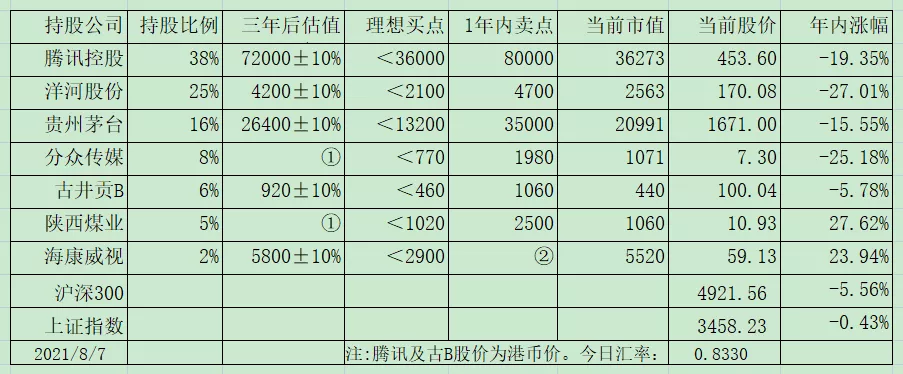 持股公司 持股比例 三年后估值 理想买点 1年内卖点 当前市值 当前股价 年内涨幅
腾讯控股 38% 72000±10% <36000 80000 36273 453.60 -19.35%
洋河股份 25% 4200±10% <2100 4700 2563 170.08 -27.01%
贵州茅台 16% 26400±10% <13200 35000 20991 1671.00 -15.55%
分众传媒 8% ① <770 1980 1071 7.30 -25.18%
古井贡B 6% 920±10% <460 1060 440 100.04 -5.78%
陕西煤业 5% ① <1020 2500 1060 10.93 27.62%
海康威视 2% 5800±10% <2900 ② 5520 59.13 23.94%
沪深300 4921.56 -5.56%
上证指数 3458.23 -0.43%
2021/8/7 注:腾讯及古B股价为港币价。今日汇率: 0.8330